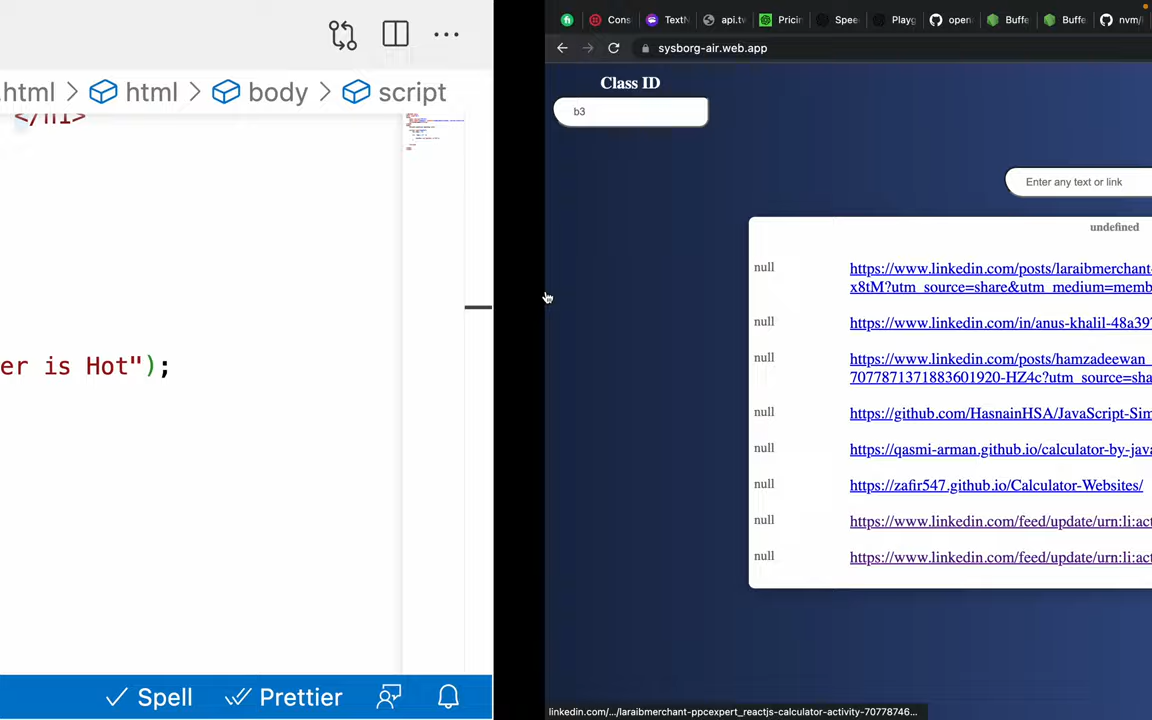 .html > html > body > script
</h1>
er is Hot");
Spell Prettier
Cons
TextN
api.tv
Pricin
Spee
Playg
open
Buffe
Buffe
nvm/i
sysborg-air.web.app
Class ID
b3
Enter any text or link
undefined
null https://www.linkedin.com/posts/laraibmerchant-
x8tM?utm_source=share&utm_medium=memb
null https://www.linkedin.com/in/anus-khalil-48a397
null https://www.linkedin.com/posts/hamzadeewan_
7077871371883601920-HZ4c?utm_source=sha
null https://github.com/HasnainHSA/JavaScript-Sim
null https://qasmi-arman.github.io/calculator-by-java
null https://zafir547.github.io/Calculator-Websites/
null https://www.linkedin.com/feed/update/urn:li:act
null https://www.linkedin.com/feed/update/urn:li:act
linkedin.com/.../laraibmerchant-ppcexpert_reactjs-calculator-activity-70778746...